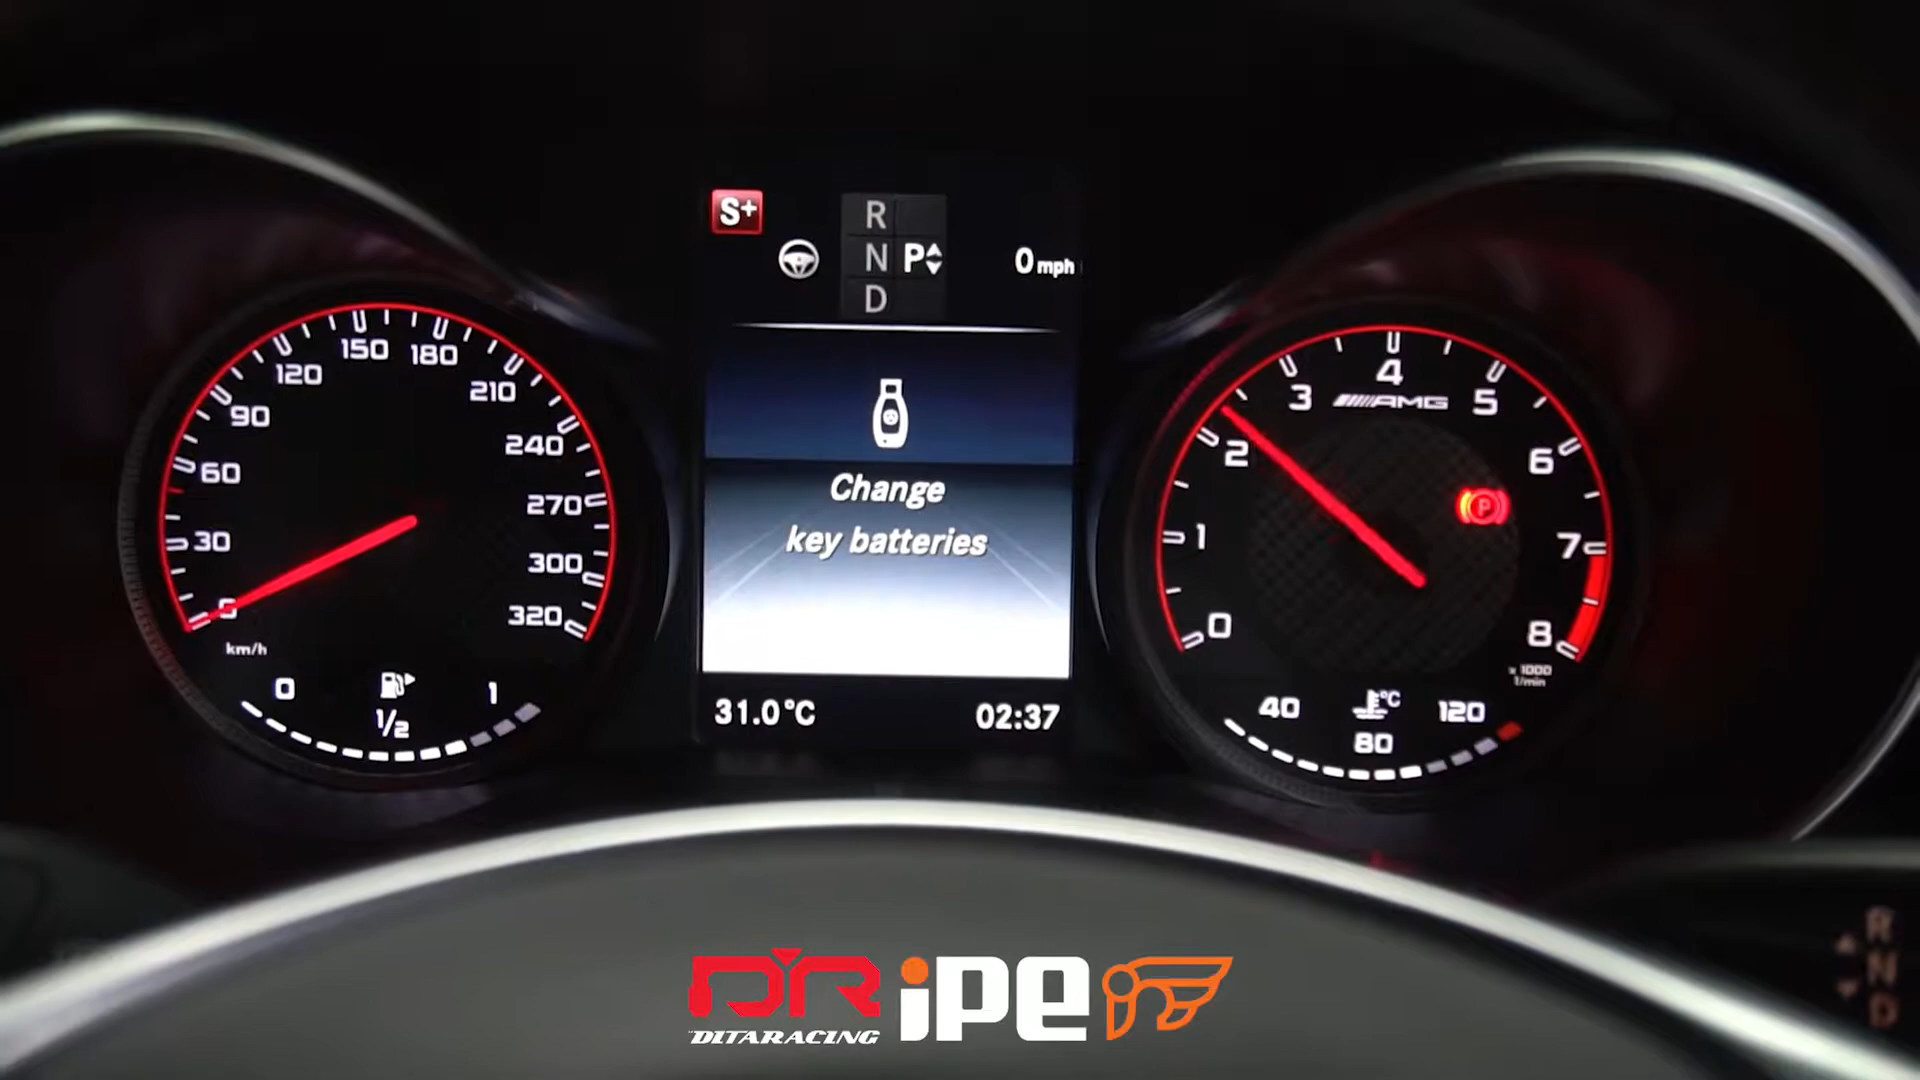 S+
R
N P
D
0 mph
Change
key batteries
31.0°C
02:37
0
30
60
90
120
150
180
210
240
270
300
320
km/h
0
1/2
1
0
1
2
3
4
5
6
7
8
AMG
P
x 1000
1/min
40
80
120
°C
R
N
D
DR
DITARACING
iPE